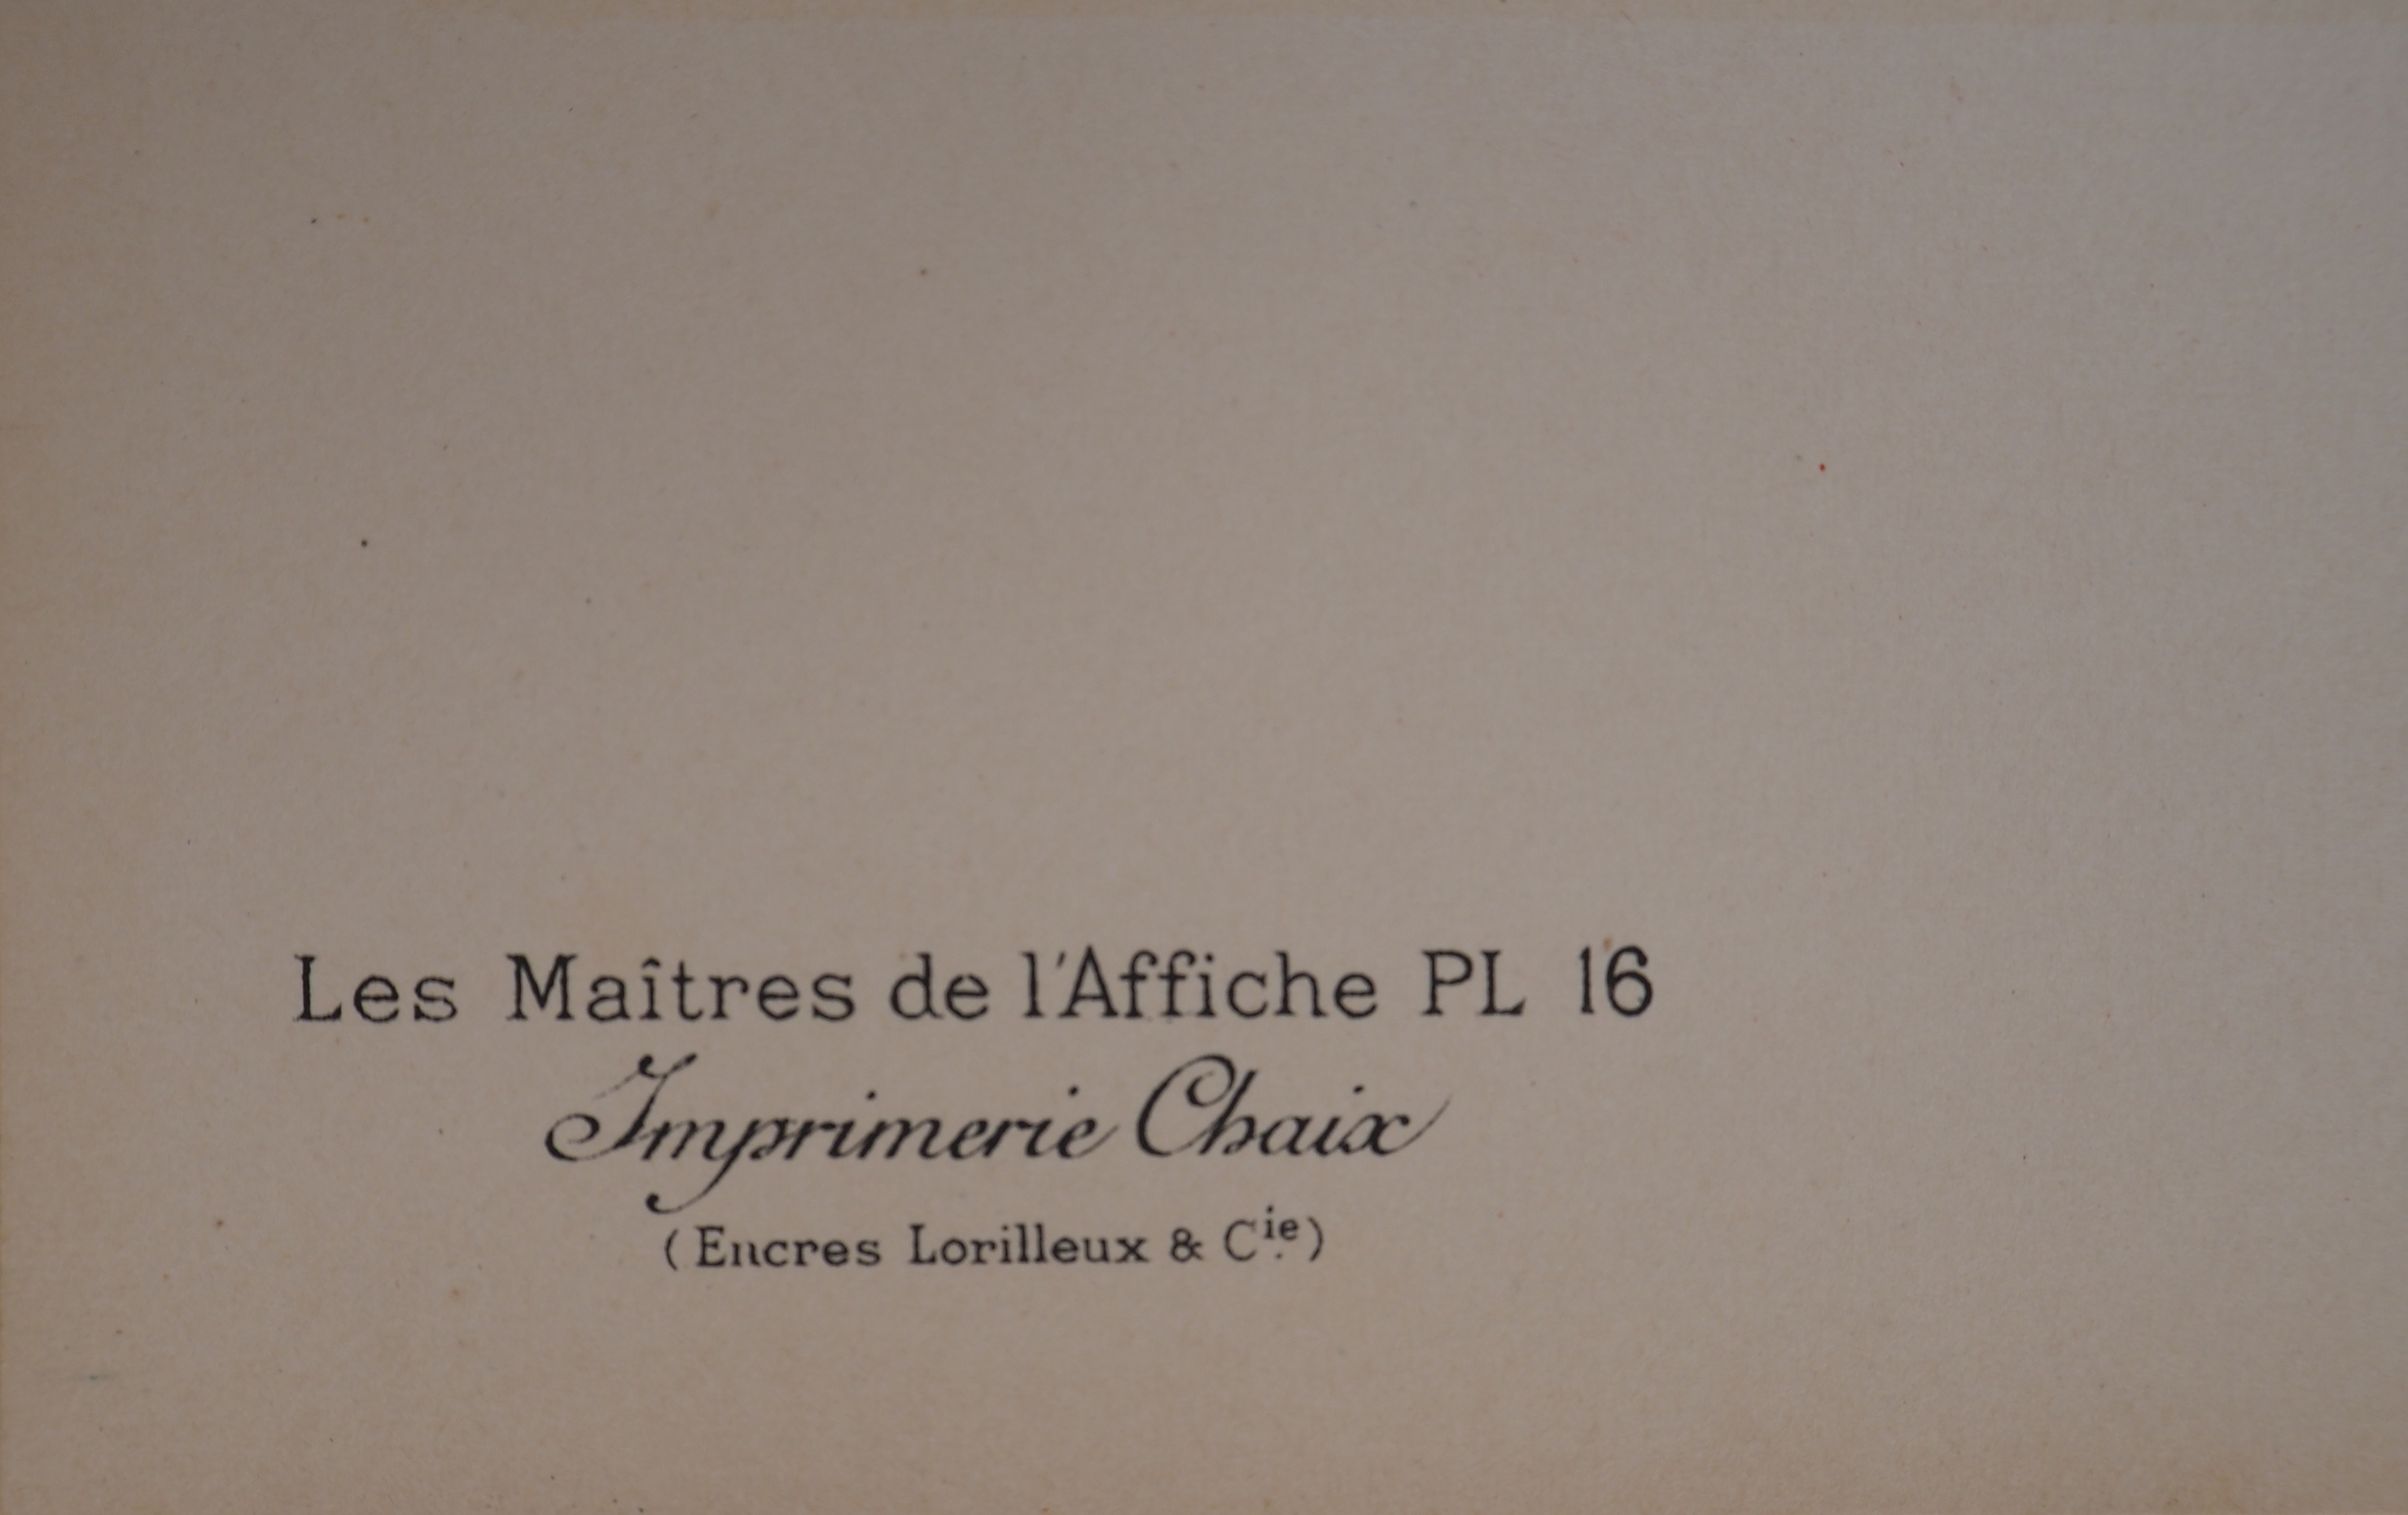 Les Maîtres de l'Affiche PL 16
Imprimerie Chaix
(Encres Lorilleux & Cie)